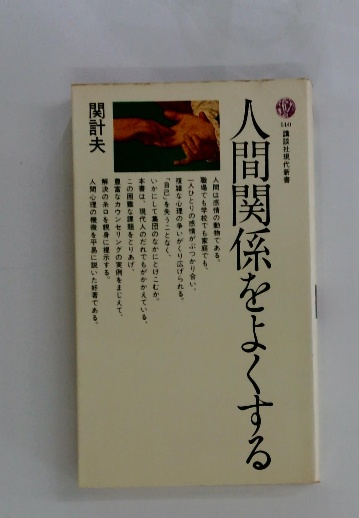 110
講談社現代新書
人間関係をよくする
関計夫
人間は感情の動物である。
職場でも学校でも家庭でも、
一人ひとりの感情がぶつかり合い、
複雑な心理の争いがくり広げられる。
「自己」を失うことなく、
いかにして集団のなかにとけこむか。
本書は、現代人のだれでもがかかえている、
この困難な課題をとりあげ、
豊富なカウンセリングの実例をまじえて、
解決の糸口を親身に提示する。
人間心理の機微を平易に説いた好著である。